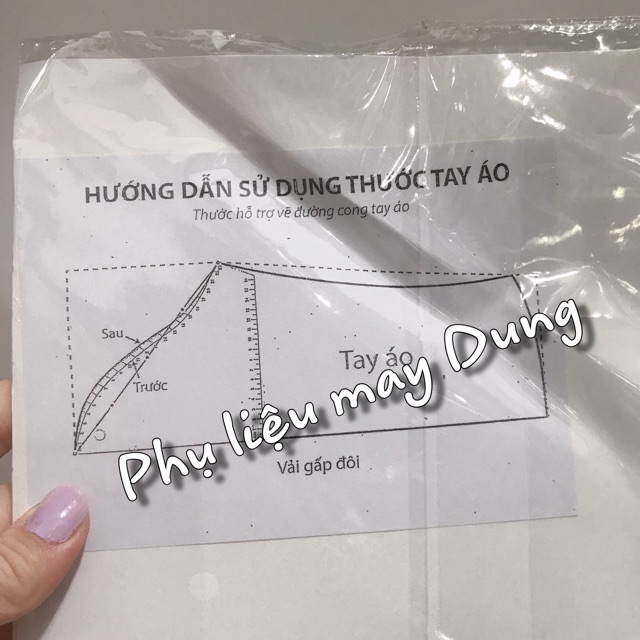 HƯỚNG DẪN SỬ DỤNG THƯỚC TAY ÁO
Thước hỗ trợ vẽ đường cong tay áo
Sau
Trước
Tay áo
Phụ liệu may Dung
Vải gấp đôi